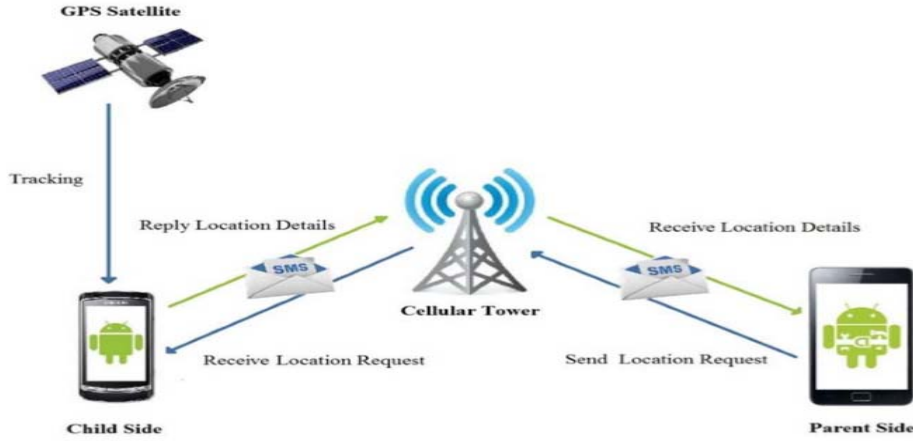 GPS Satellite
Tracking
Reply Location Details
Receive Location Details
SMS
SMS
Cellular Tower
Receive Location Request
Send Location Request
Child Side
Parent Side